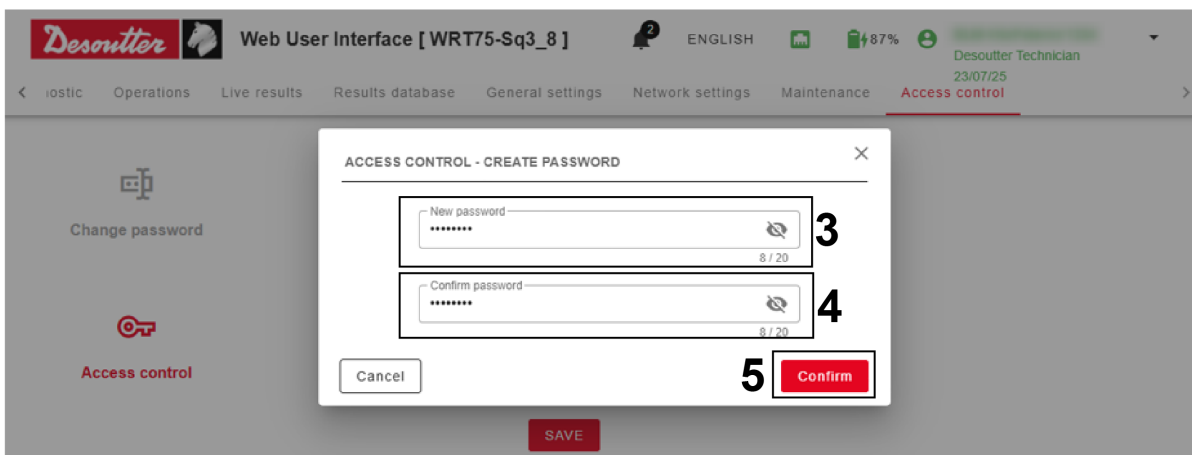 Desoutter Web User Interface [ WRT75-Sq3_8 ] 2 ENGLISH 87%
Desoutter Technician
23/07/25
Operations Live results Results database General settings Network settings Maintenance Access control
ACCESS CONTROL - CREATE PASSWORD
New password
•••••••• 3
8 / 20
Change password
Confirm password
•••••••• 4
8 / 20
Access control
Cancel 5 Confirm
SAVE